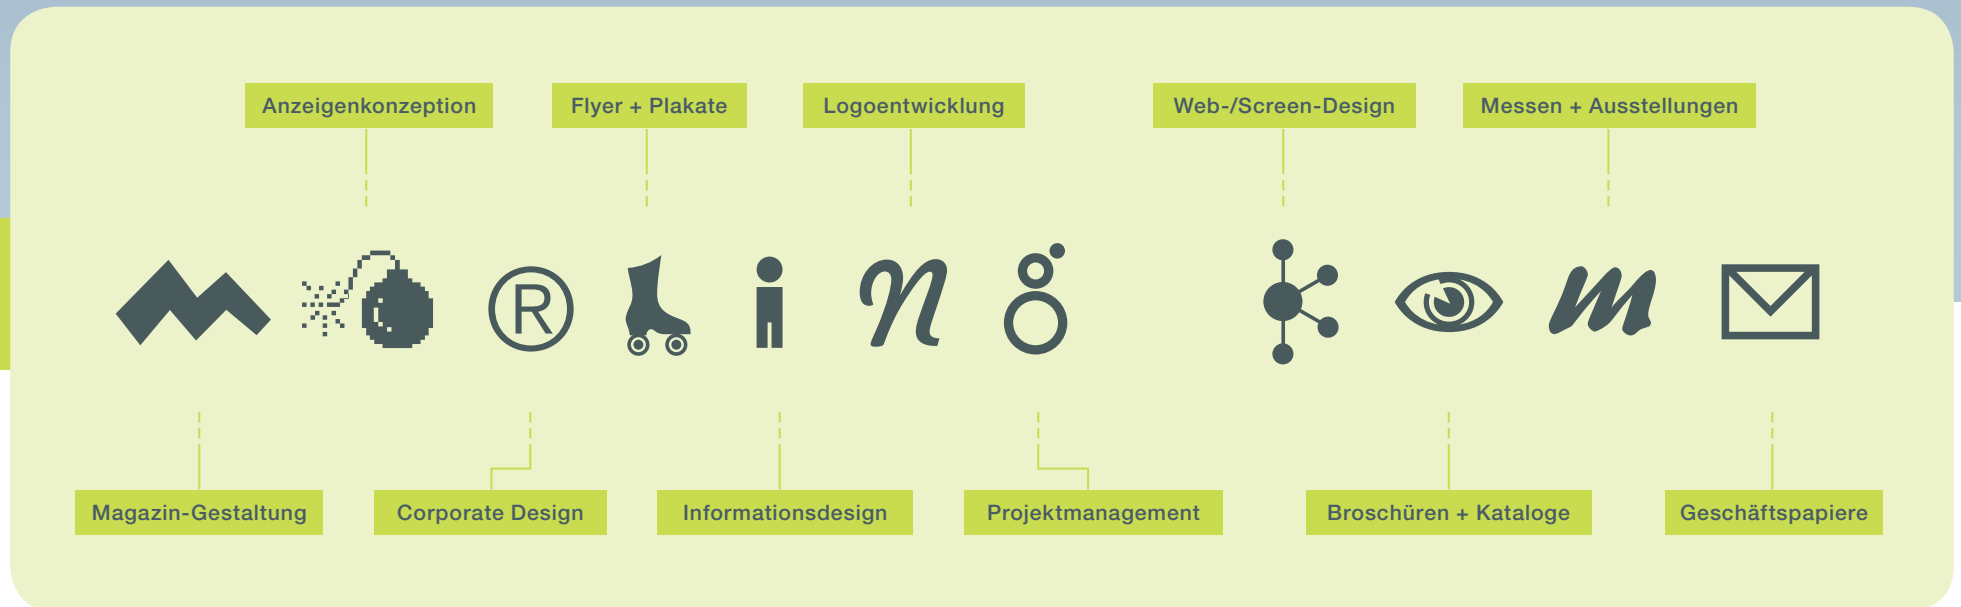 Anzeigenkonzeption
Flyer + Plakate
Logoentwicklung
Web-/Screen-Design
Messen + Ausstellungen
®
i
n
g
m
Magazin-Gestaltung
Corporate Design
Informationsdesign
Projektmanagement
Broschüren + Kataloge
Geschäftspapiere